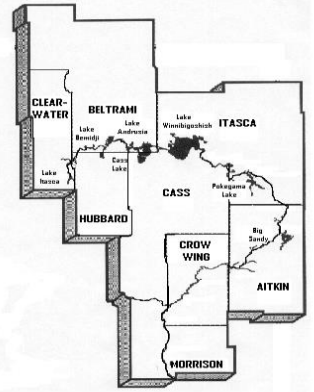 CLEAR-
WATER
BELTRAMI
Lake
Bemidji
Lake
Andrusia
Lake
Winnibigoshish
ITASCA
Lake
Itasca
Cass
Lake
CASS
Pokegama
Lake
HUBBARD
Big
Sandy
CROW
WING
AITKIN
MORRISON